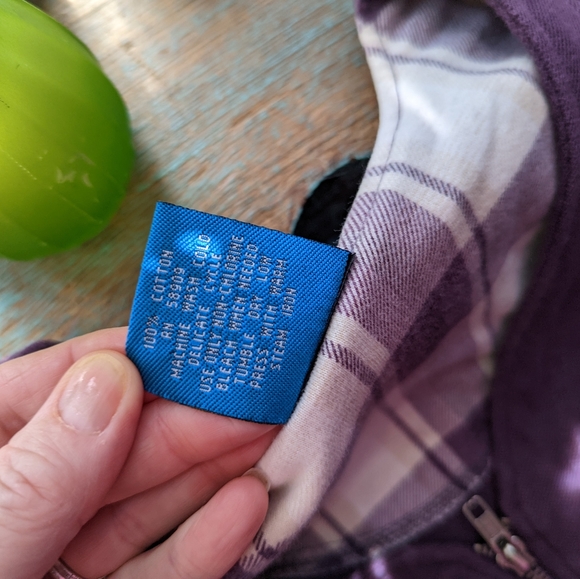 100% COTTON
RN 58909
MACHINE WASH COLD
DELICATE CYCLE
USE ONLY NON-CHLORINE
BLEACH WHEN NEEDED
TUMBLE DRY LOW
PRESS WITH WARM
STEAM IRON